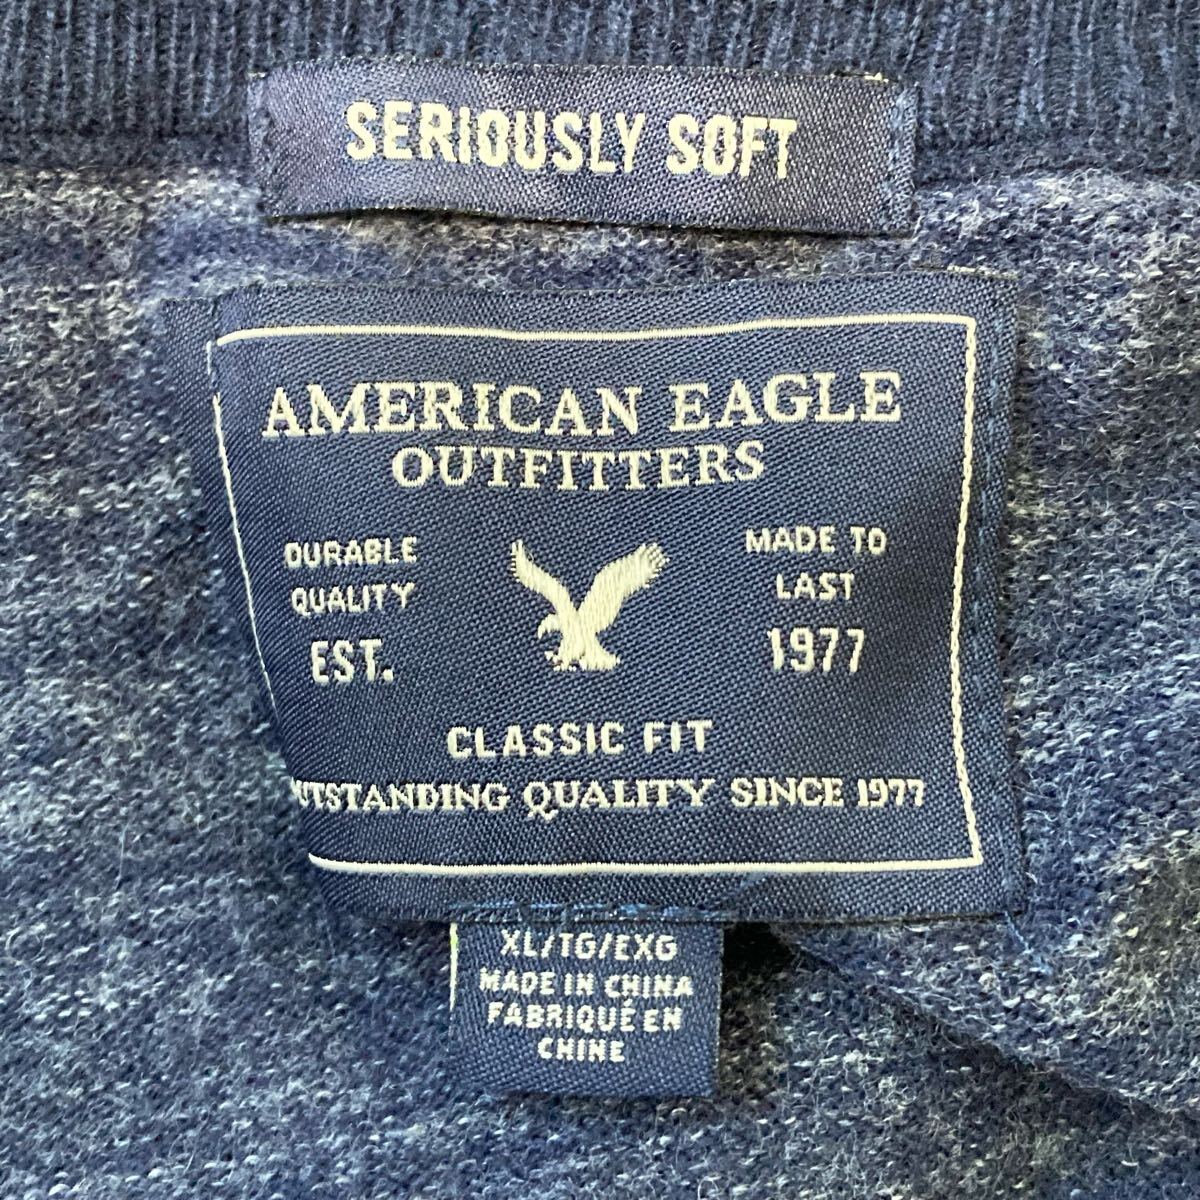 SERIOUSLY SOFT
AMERICAN EAGLE
OUTFITTERS
DURABLE
QUALITY
EST.
MADE TO
LAST
1977
CLASSIC FIT
OUTSTANDING QUALITY SINCE 1977
XL/TG/EXG
MADE IN CHINA
FABRIQUÉ EN
CHINE